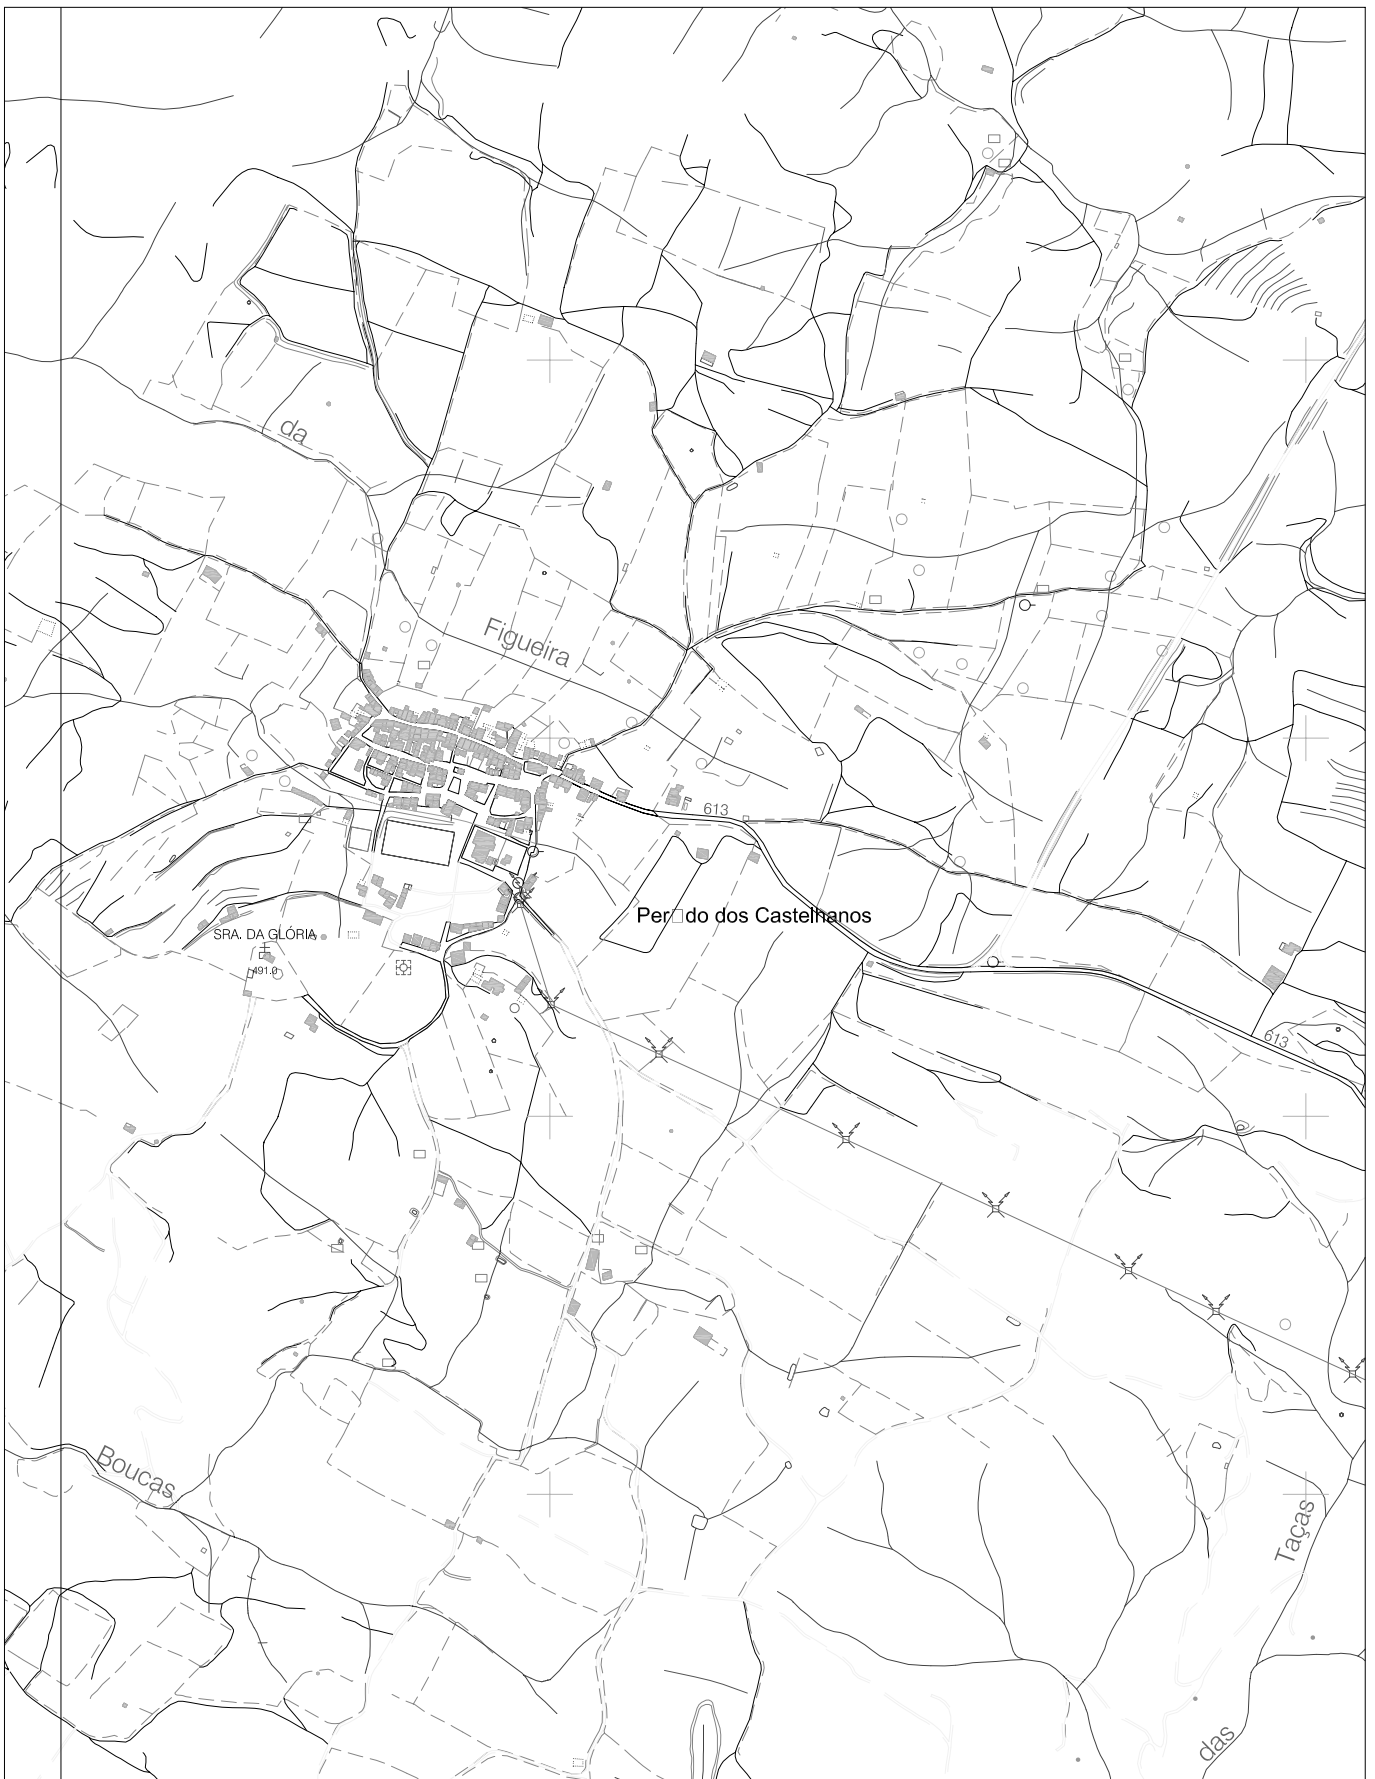 da
Figueira
613
Per□do dos Castelhanos
SRA. DA GLÓRIA
491.0
613
Boucas
Taças
das